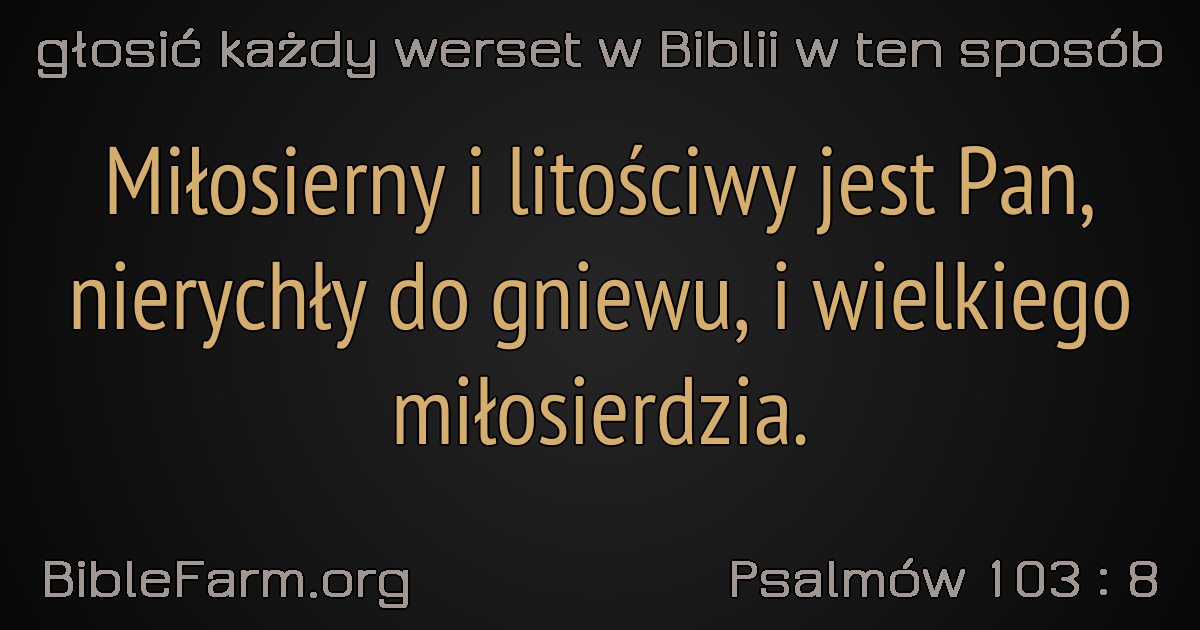 głosić każdy werset w Biblii w ten sposób
Miłosierny i litościwy jest Pan,
nierychły do gniewu, i wielkiego
miłosierdzia.
BibleFarm.org
Psalmów 103 : 8